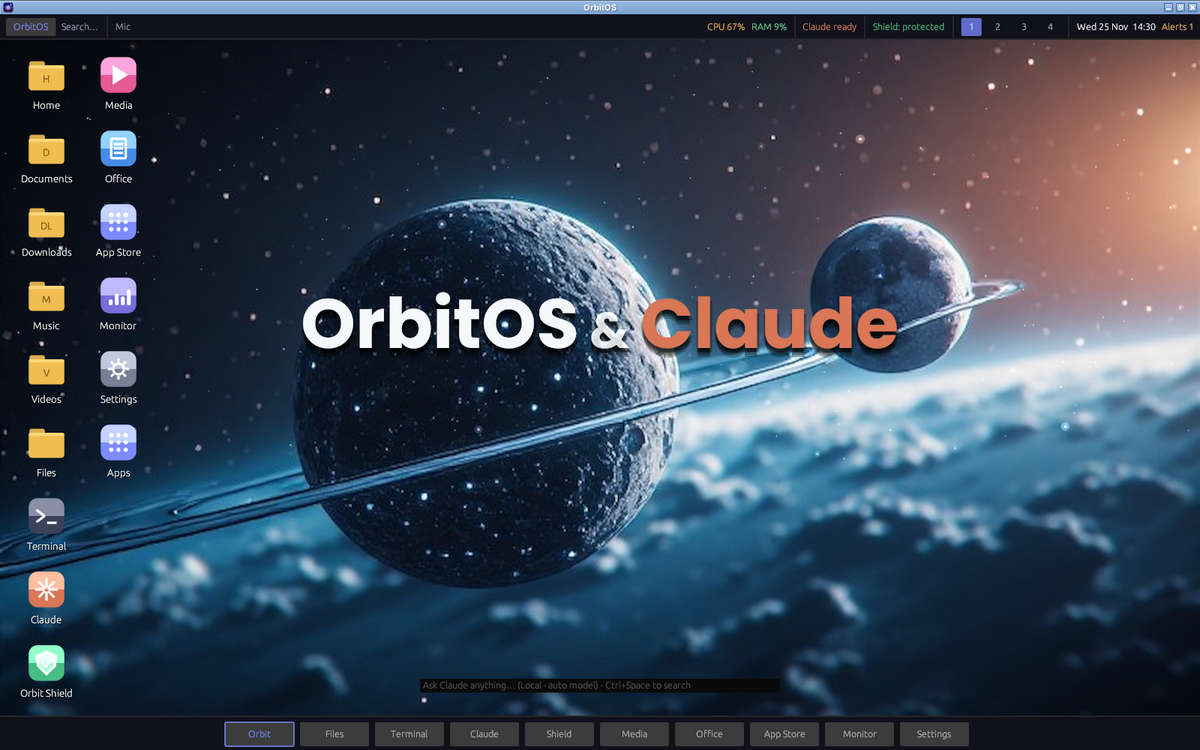 OrbitOS
OrbitOS Search... Mic CPU 67% RAM 9% Claude ready Shield: protected 1 2 3 4 Wed 25 Nov 14:30 Alerts 1
H
Home Media
D
Documents Office
DL
Downloads App Store
M
Music Monitor
V
Videos Settings
Files Apps
Terminal
Claude
Orbit Shield
OrbitOS & Claude
Ask Claude anything... (Local - auto model) · Ctrl+Space to search
Orbit Files Terminal Claude Shield Media Office App Store Monitor Settings